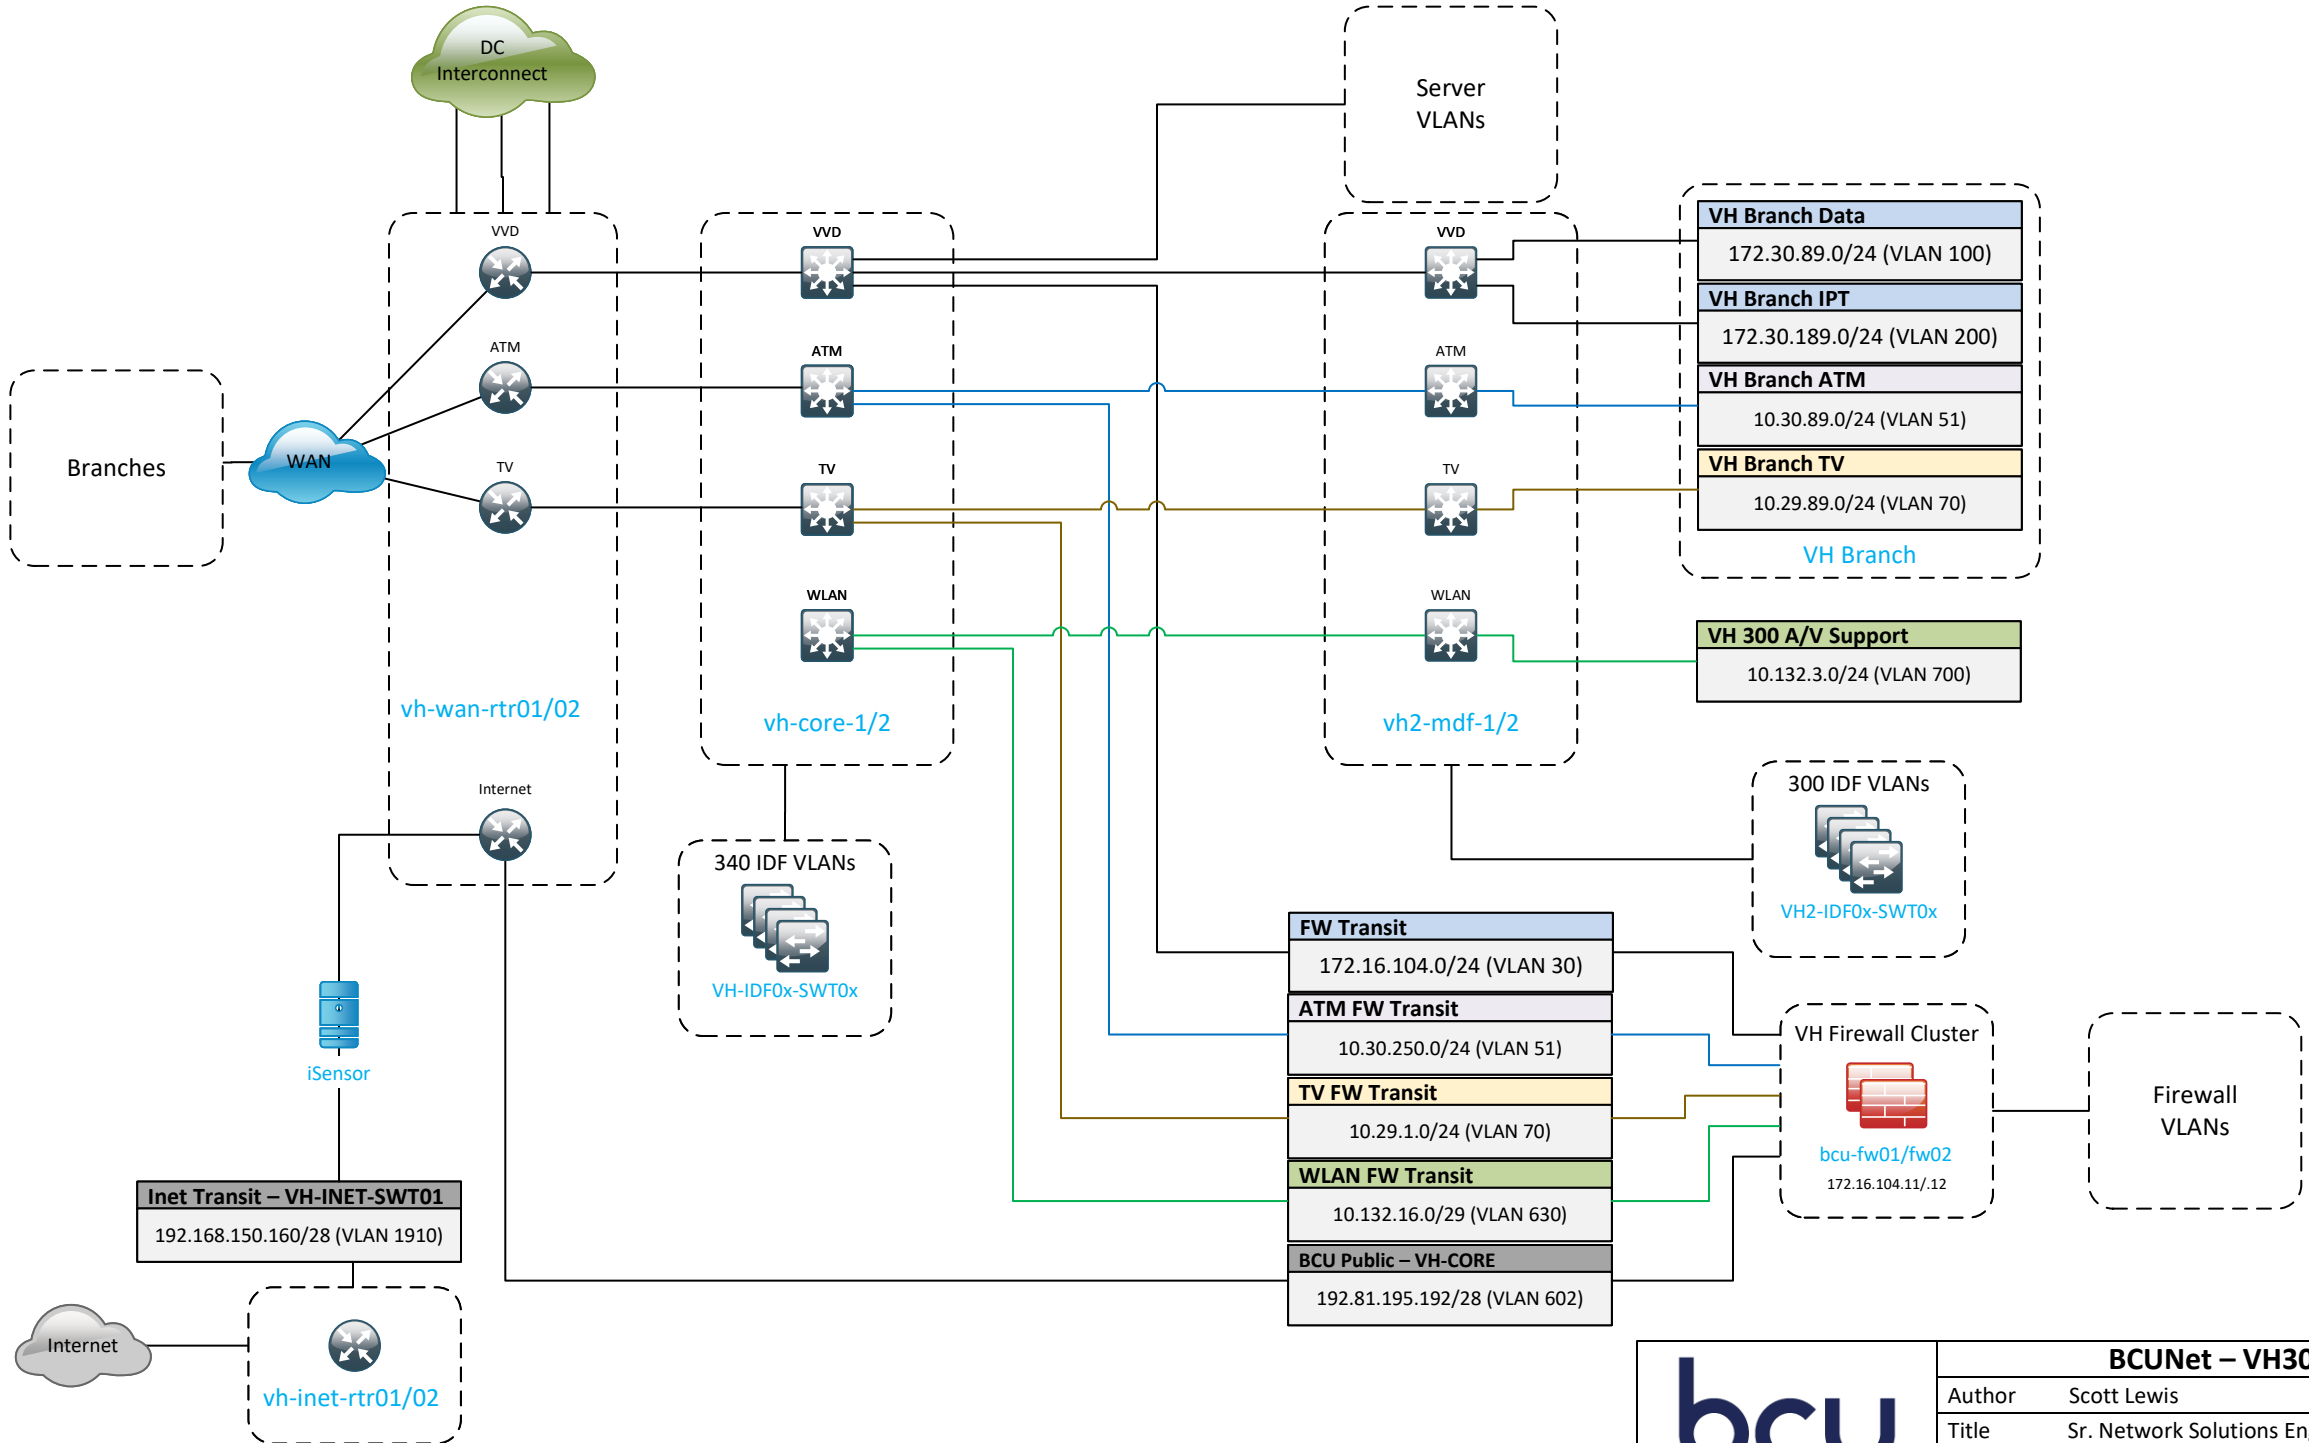 DC
Interconnect
Server
VLANs
VVD
VVD
VVD
VH Branch Data
172.30.89.0/24 (VLAN 100)
VH Branch IPT
172.30.189.0/24 (VLAN 200)
ATM
ATM
ATM
VH Branch ATM
10.30.89.0/24 (VLAN 51)
Branches
WAN
TV
TV
TV
VH Branch TV
10.29.89.0/24 (VLAN 70)
VH Branch
WLAN
WLAN
VH 300 A/V Support
10.132.3.0/24 (VLAN 700)
vh-wan-rtr01/02
vh-core-1/2
vh2-mdf-1/2
Internet
300 IDF VLANs
VH2-IDF0x-SWT0x
340 IDF VLANs
VH-IDF0x-SWT0x
FW Transit
172.16.104.0/24 (VLAN 30)
ATM FW Transit
10.30.250.0/24 (VLAN 51)
TV FW Transit
10.29.1.0/24 (VLAN 70)
WLAN FW Transit
10.132.16.0/29 (VLAN 630)
BCU Public – VH-CORE
192.81.195.192/28 (VLAN 602)
VH Firewall Cluster
bcu-fw01/fw02
172.16.104.11/.12
Firewall
VLANs
iSensor
Inet Transit – VH-INET-SWT01
192.168.150.160/28 (VLAN 1910)
Internet
vh-inet-rtr01/02
bcu
BCUNet – VH30
Author Scott Lewis
Title Sr. Network Solutions En